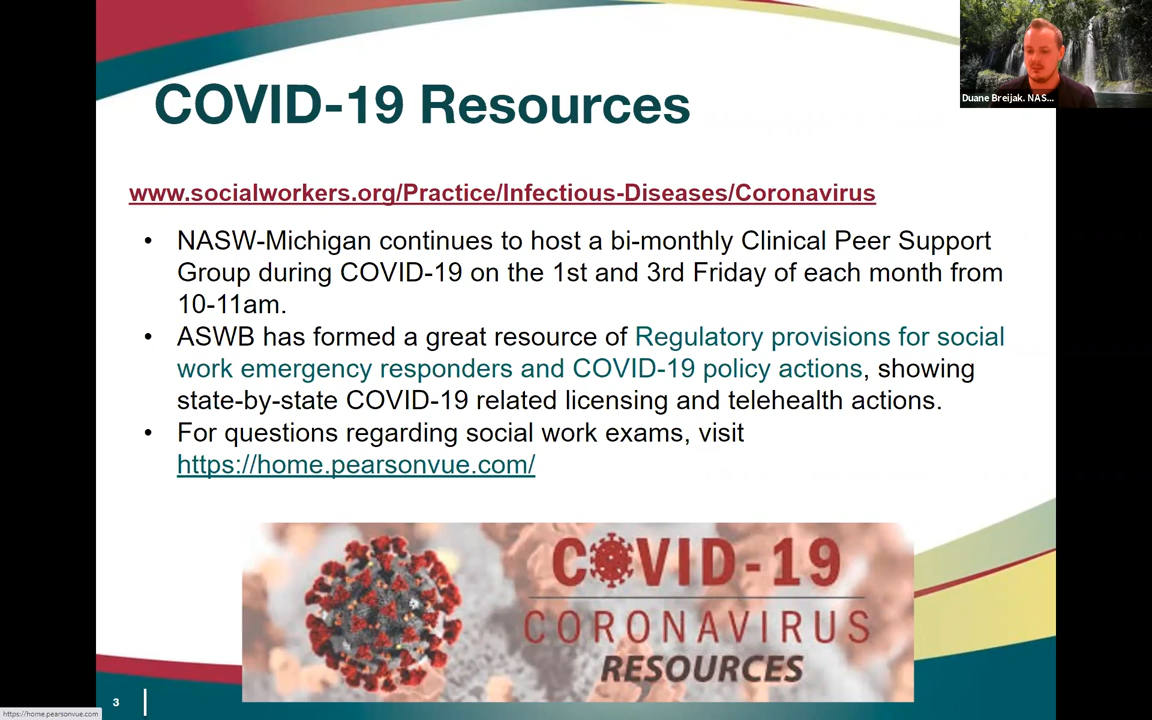 COVID-19 Resources
Duane Breijak. NAS...
www.socialworkers.org/Practice/Infectious-Diseases/Coronavirus
• NASW-Michigan continues to host a bi-monthly Clinical Peer Support
Group during COVID-19 on the 1st and 3rd Friday of each month from
10-11am.
• ASWB has formed a great resource of Regulatory provisions for social
work emergency responders and COVID-19 policy actions, showing
state-by-state COVID-19 related licensing and telehealth actions.
• For questions regarding social work exams, visit
https://home.pearsonvue.com/
COVID-19
CORONAVIRUS
RESOURCES
3
https://home.pearsonvue.com